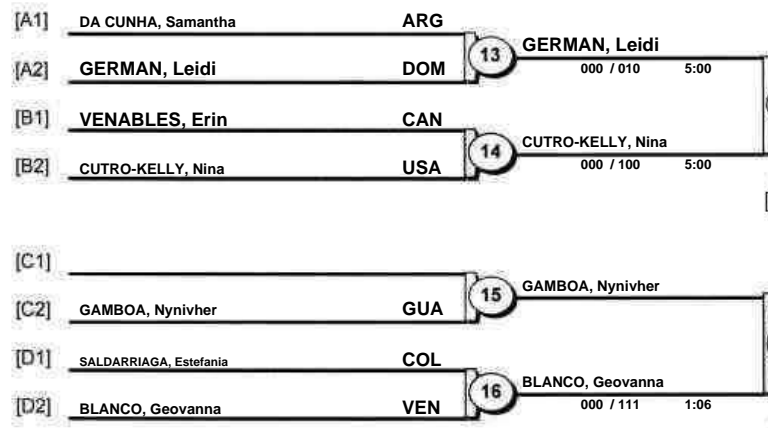 [A1] DA CUNHA, Samantha ARG
[A2] GERMAN, Leidi DOM
13 GERMAN, Leidi
000 / 010 5:00
[B1] VENABLES, Erin CAN
[B2] CUTRO-KELLY, Nina USA
14 CUTRO-KELLY, Nina
000 / 100 5:00
[C1]
[C2] GAMBOA, Nynivher GUA
15 GAMBOA, Nynivher
[D1] SALDARRIAGA, Estefania COL
[D2] BLANCO, Geovanna VEN
16 BLANCO, Geovanna
000 / 111 1:06